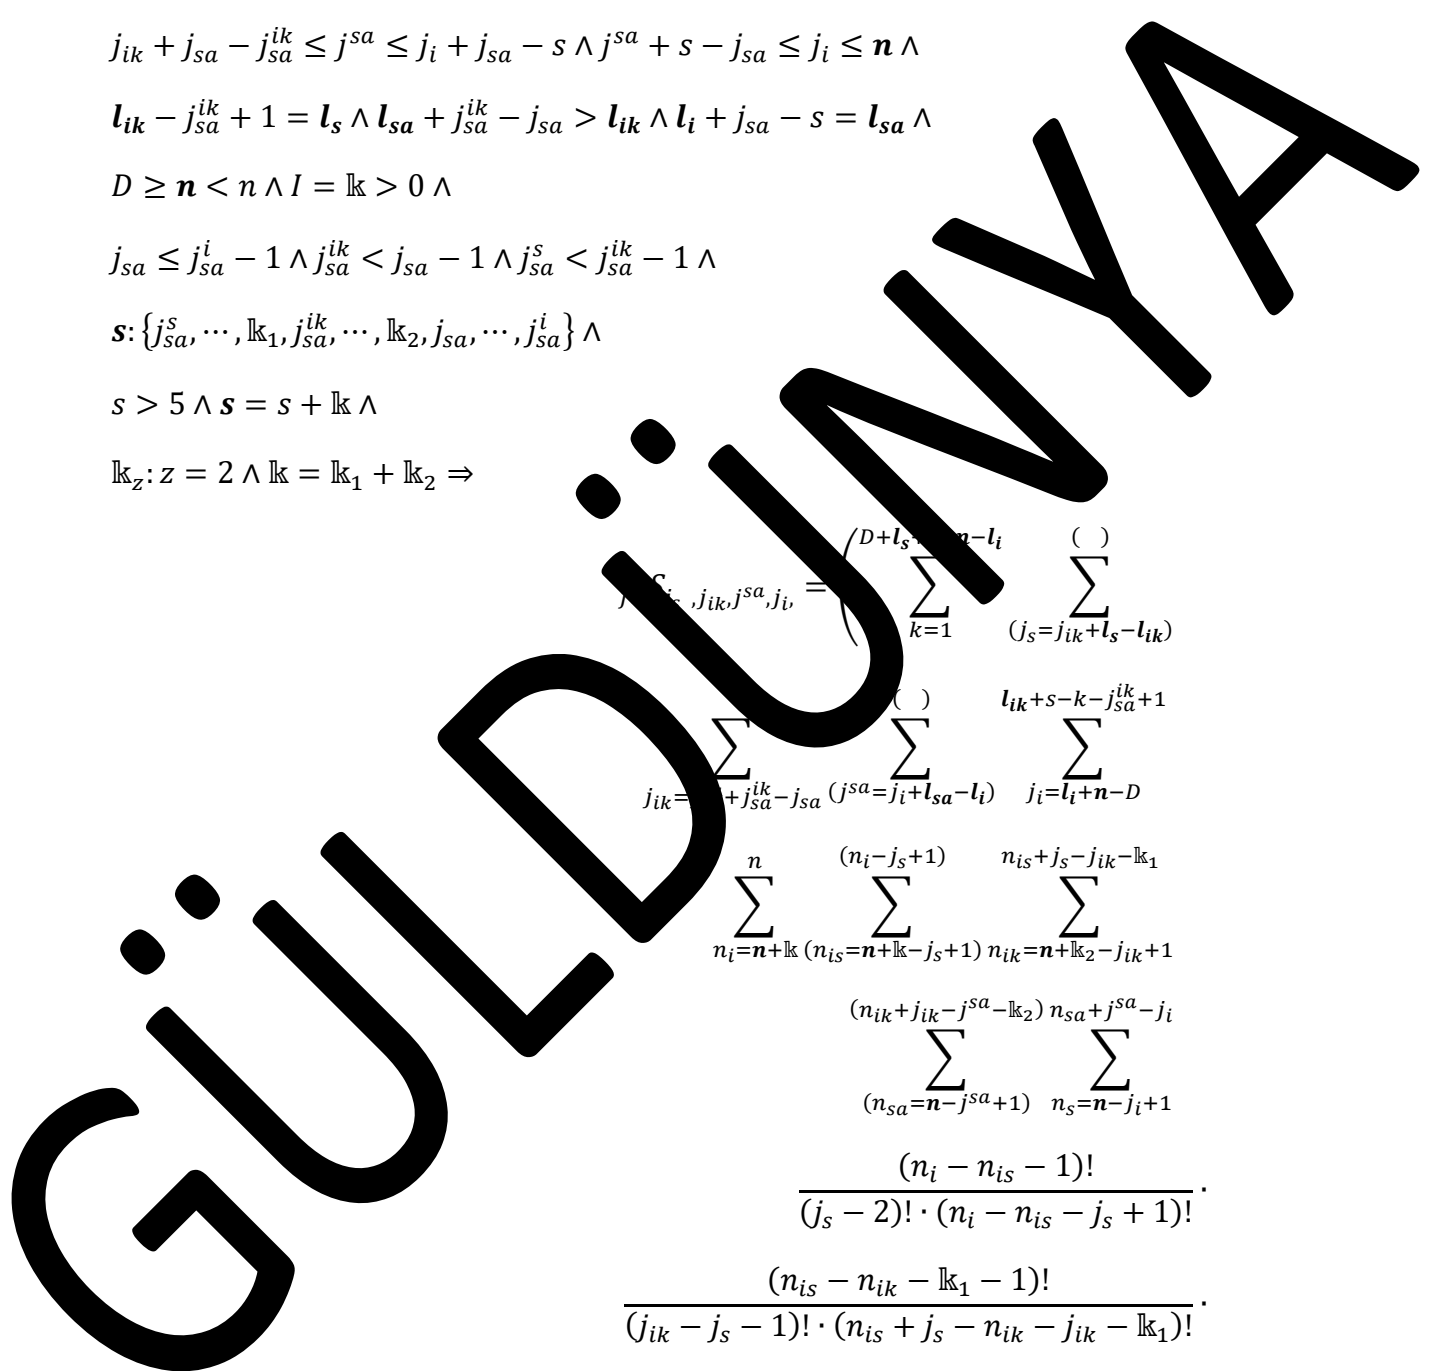 j_{ik} + j_{sa} − j_{sa}^{ik} ≤ j^{sa} ≤ j_i + j_{sa} − s ∧ j^{sa} + s − j_{sa} ≤ j_i ≤ n ∧
l_{ik} − j_{sa}^{ik} + 1 = l_s ∧ l_{sa} + j_{sa}^{ik} − j_{sa} > l_{ik} ∧ l_i + j_{sa} − s = l_{sa} ∧
D ≥ n < n ∧ I = 𝕜 > 0 ∧
j_{sa} ≤ j_{sa}^{i} − 1 ∧ j_{sa}^{ik} < j_{sa} − 1 ∧ j_{sa}^{s} < j_{sa}^{ik} − 1 ∧
s: {j_{sa}^{s}, ⋯ , 𝕜_1, j_{sa}^{ik}, ⋯ , 𝕜_2, j_{sa}, ⋯ , j_{sa}^{i}} ∧
s > 5 ∧ s = s + 𝕜 ∧
𝕜_z: z = 2 ∧ 𝕜 = 𝕜_1 + 𝕜_2 ⇒
,j_{ik},j^{sa},j_i, = ( ∑_{k=1} ∑_{(j_s=j_{ik}+l_s−l_{ik})}^{( )}
∑ ∑_{(j^{sa}=j_i+l_{sa}−l_i)}^{( )} ∑_{j_i=l_i+n−D}^{l_{ik}+s−k−j_{sa}^{ik}+1}
∑_{n_i=n+𝕜}^{n} ∑_{(n_{is}=n+𝕜−j_s+1)}^{(n_i−j_s+1)} ∑_{n_{ik}=n+𝕜_2−j_{ik}+1}^{n_{is}+j_s−j_{ik}−𝕜_1}
∑_{(n_{sa}=n−j^{sa}+1)}^{(n_{ik}+j_{ik}−j^{sa}−𝕜_2)} ∑_{n_s=n−j_i+1}^{n_{sa}+j^{sa}−j_i}
(n_i − n_{is} − 1)!
(j_s − 2)! · (n_i − n_{is} − j_s + 1)! ·
(n_{is} − n_{ik} − 𝕜_1 − 1)!
(j_{ik} − j_s − 1)! · (n_{is} + j_s − n_{ik} − j_{ik} − 𝕜_1)! ·
GÜLDÜNYA